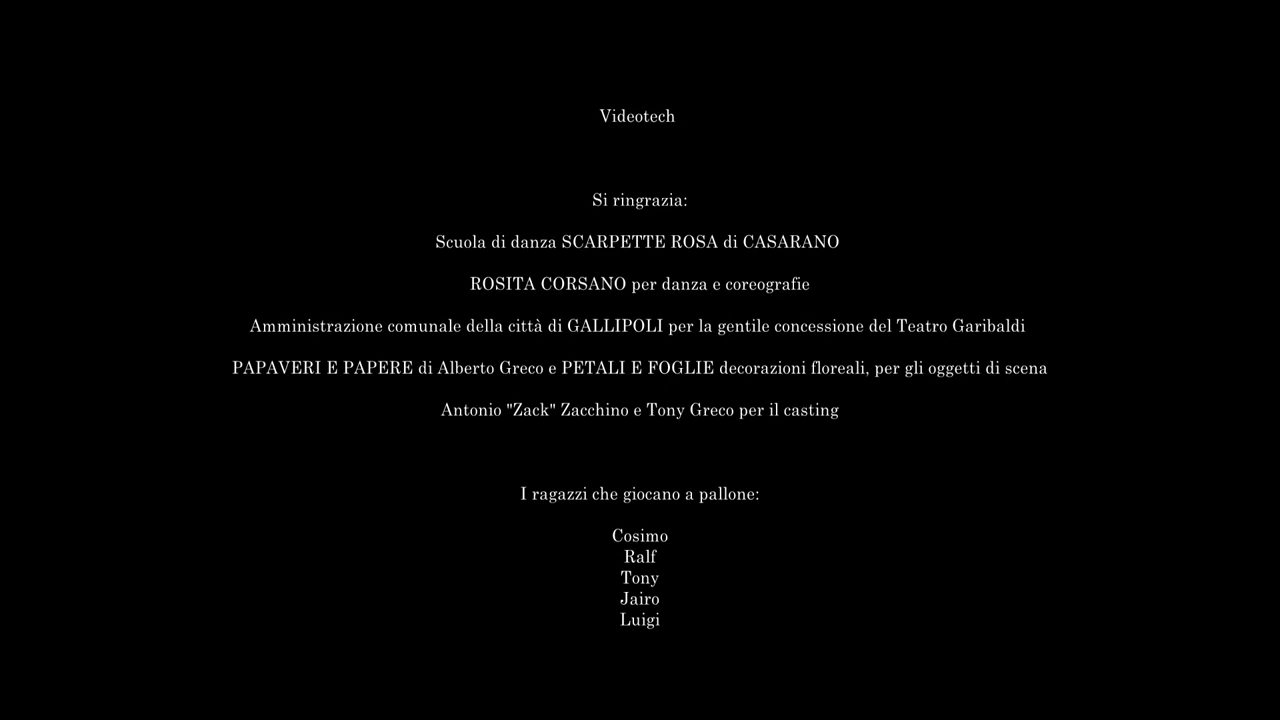 Videotech
Si ringrazia:
Scuola di danza SCARPETTE ROSA di CASARANO
ROSITA CORSANO per danza e coreografie
Amministrazione comunale della città di GALLIPOLI per la gentile concessione del Teatro Garibaldi
PAPAVERI E PAPERE di Alberto Greco e PETALI E FOGLIE decorazioni floreali, per gli oggetti di scena
Antonio "Zack" Zacchino e Tony Greco per il casting
I ragazzi che giocano a pallone:
Cosimo
Ralf
Tony
Jairo
Luigi